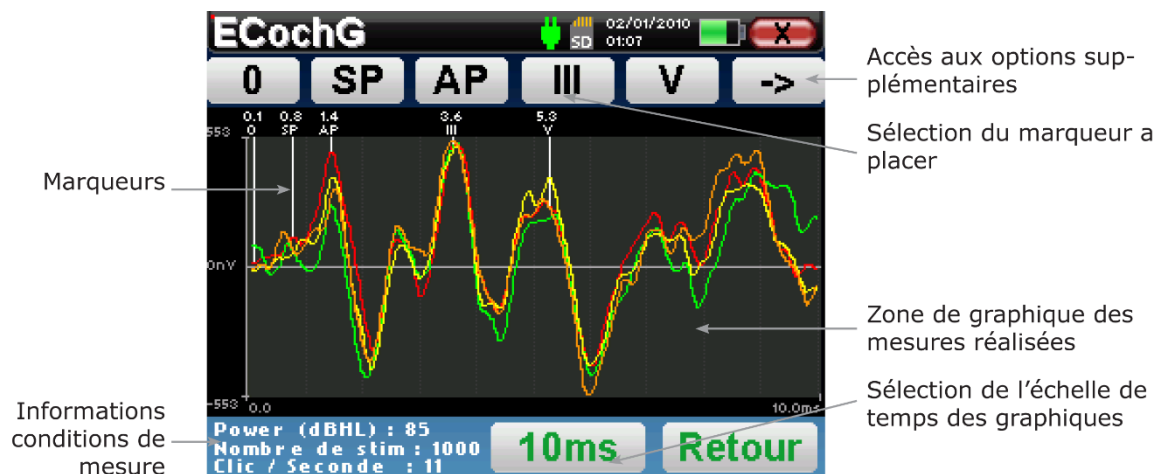 ECochG
SD
02/01/2010
01:07
X
0 SP AP III V ->
Accès aux options sup-
plémentaires
Sélection du marqueur a
placer
Marqueurs
0.1 0.8 1.4 3.6 5.3
0 SP AP III V
553
0nV
-553
0.0
10.0ms
Zone de graphique des
mesures réalisées
Sélection de l'échelle de
temps des graphiques
Informations
conditions de
mesure
Power (dBHL) : 85
Nombre de stim : 1000
Clic / Seconde : 11
10ms
Retour